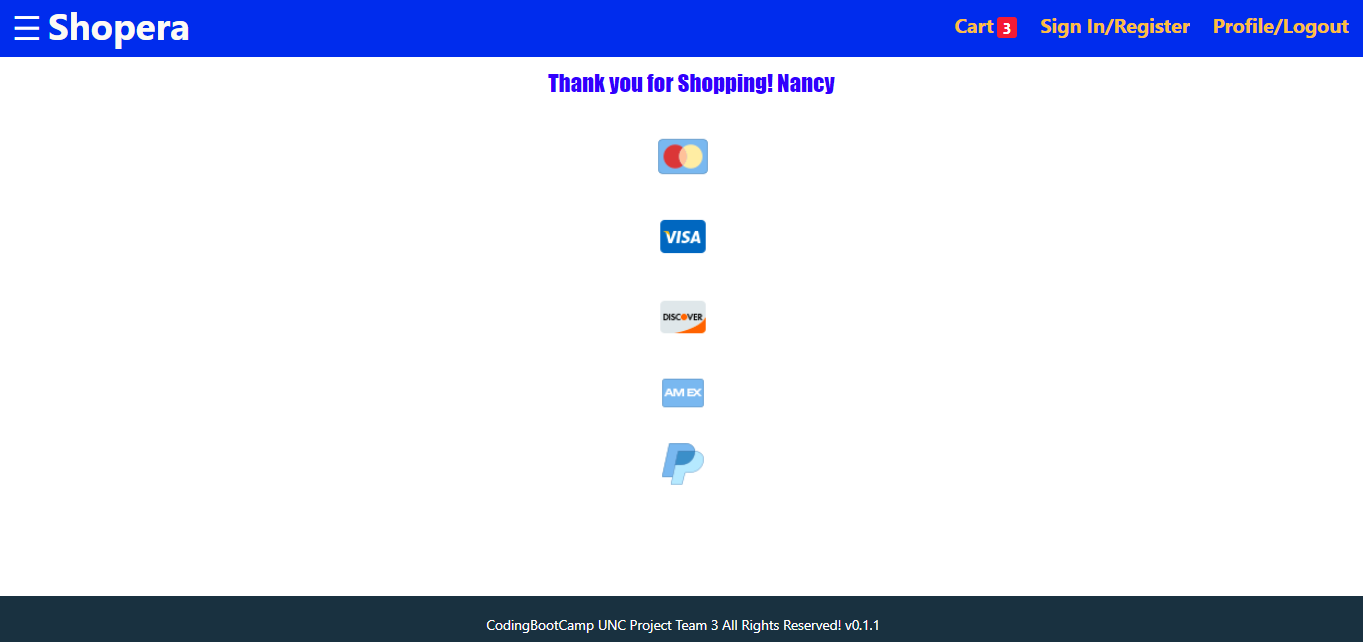 ☰ Shopera Cart 3 Sign In/Register Profile/Logout
Thank you for Shopping! Nancy
VISA
DISCOVER
AM EX
CodingBootCamp UNC Project Team 3 All Rights Reserved! v0.1.1